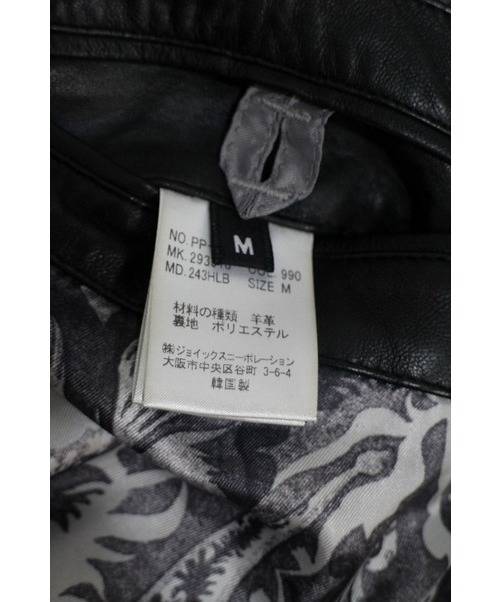 M
NO. PP-
MK. 293 990
MD. 243HLB SIZE M
材料の種類 羊革
裏地 ポリエステル
㈱ジョイックスコーポレーション
大阪市中央区谷町 3-6-4
韓国製